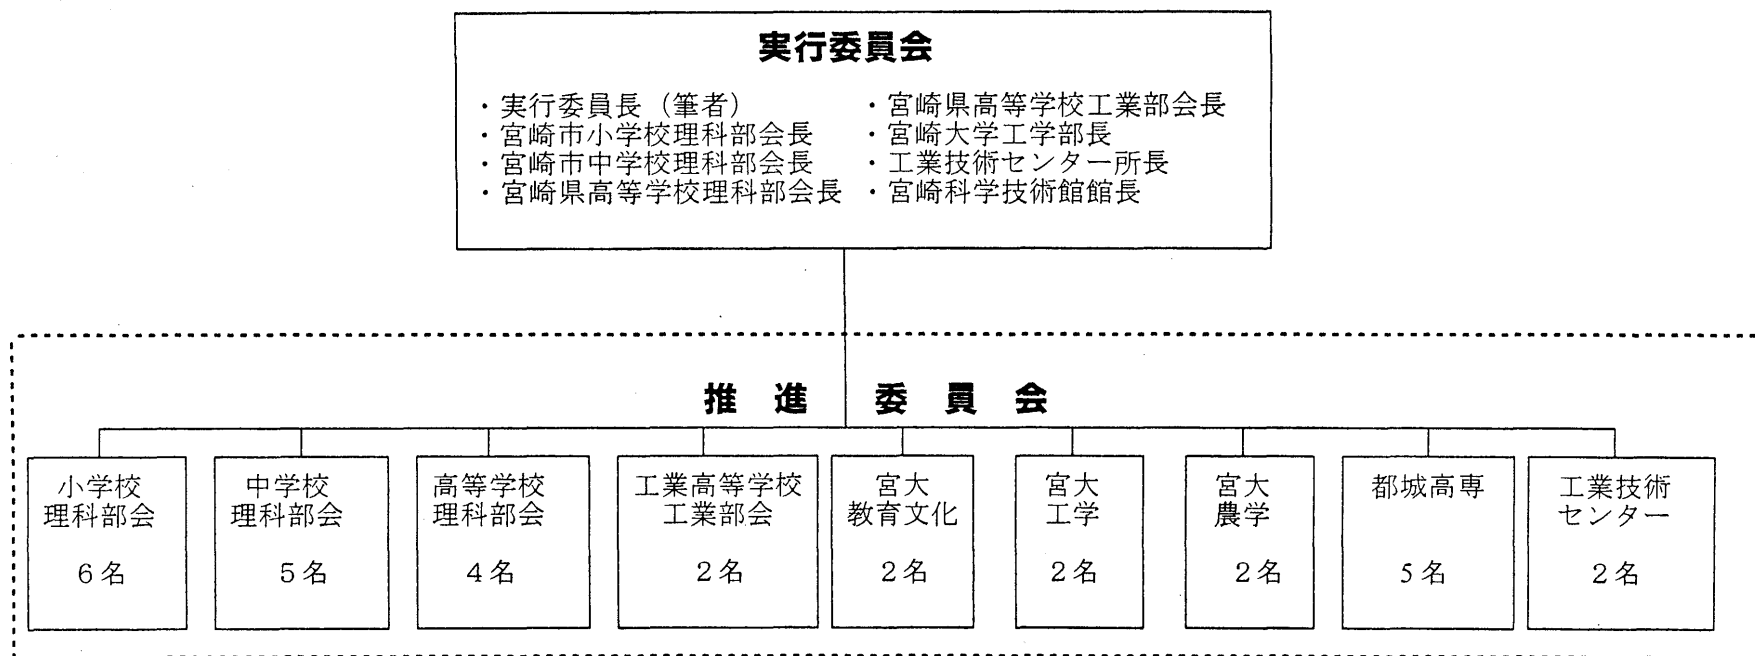 実行委員会
・実行委員長（筆者）
・宮崎市小学校理科部会長
・宮崎市中学校理科部会長
・宮崎県高等学校理科部会長
・宮崎県高等学校工業部会長
・宮崎大学工学部長
・工業技術センター所長
・宮崎科学技術館館長
推進委員会
小学校
理科部会
6名
中学校
理科部会
5名
高等学校
理科部会
4名
工業高等学校
工業部会
2名
宮大
教育文化
2名
宮大
工学
2名
宮大
農学
2名
都城高専
5名
工業技術
センター
2名